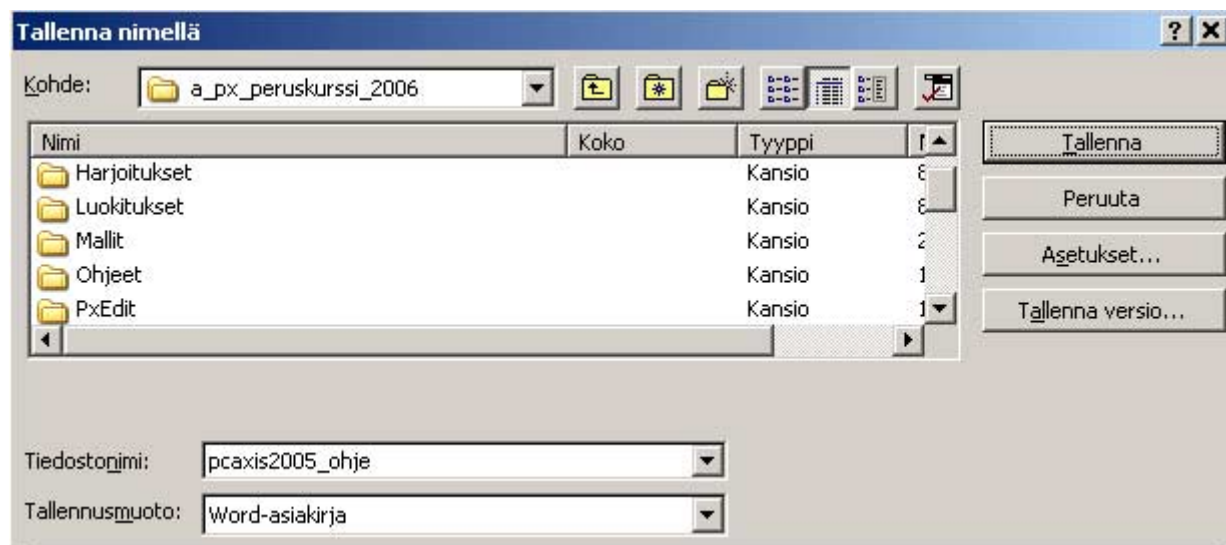 Tallenna nimellä
Kohde: a_px_peruskurssi_2006
Nimi Koko Tyyppi
Harjoitukset Kansio
Luokitukset Kansio
Mallit Kansio
Ohjeet Kansio
PxEdit Kansio
Tallenna
Peruuta
Asetukset...
Tallenna versio...
Tiedostonimi: pcaxis2005_ohje
Tallennusmuoto: Word-asiakirja